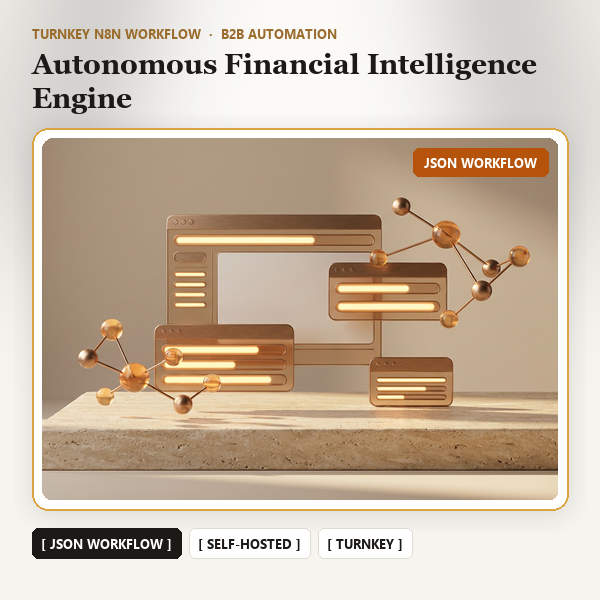 TURNKEY N8N WORKFLOW · B2B AUTOMATION
Autonomous Financial Intelligence
Engine
JSON WORKFLOW
[ JSON WORKFLOW ] [ SELF-HOSTED ] [ TURNKEY ]